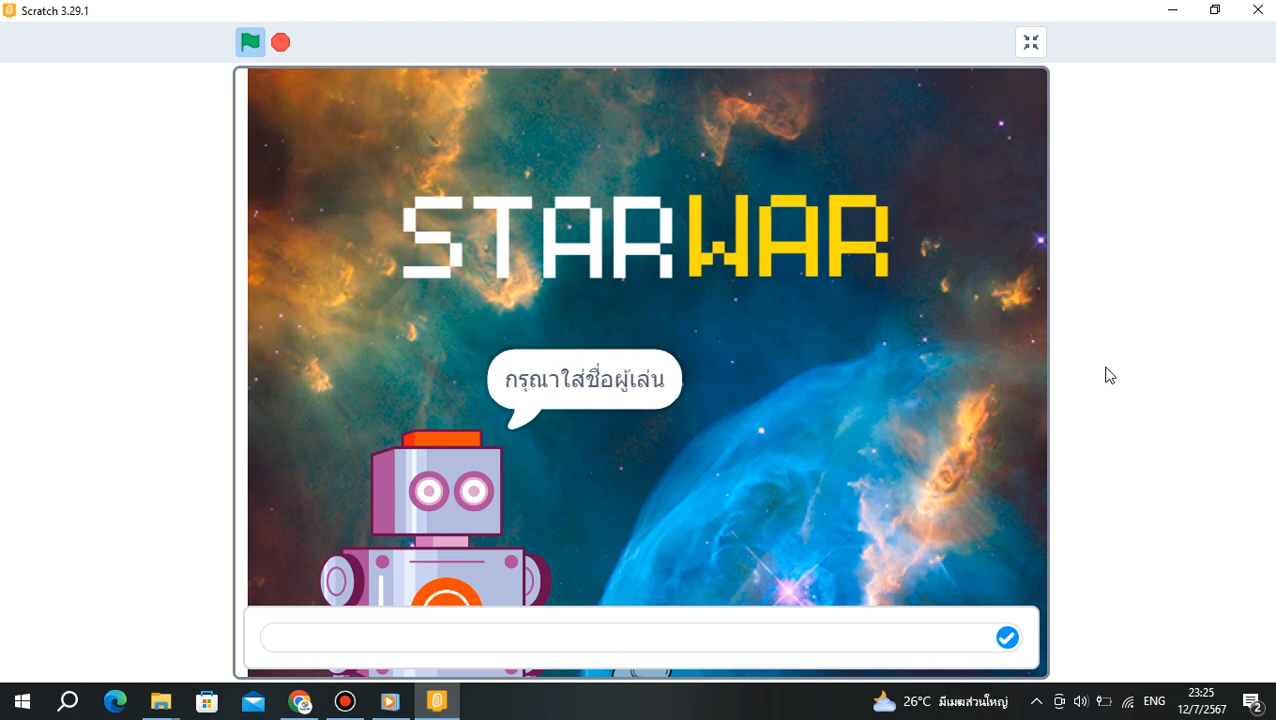 Scratch 3.29.1
STARWAR
กรุณาใส่ชื่อผู้เล่น
26°C มีเมฆส่วนใหญ่
ENG
23:25
12/7/2567
2